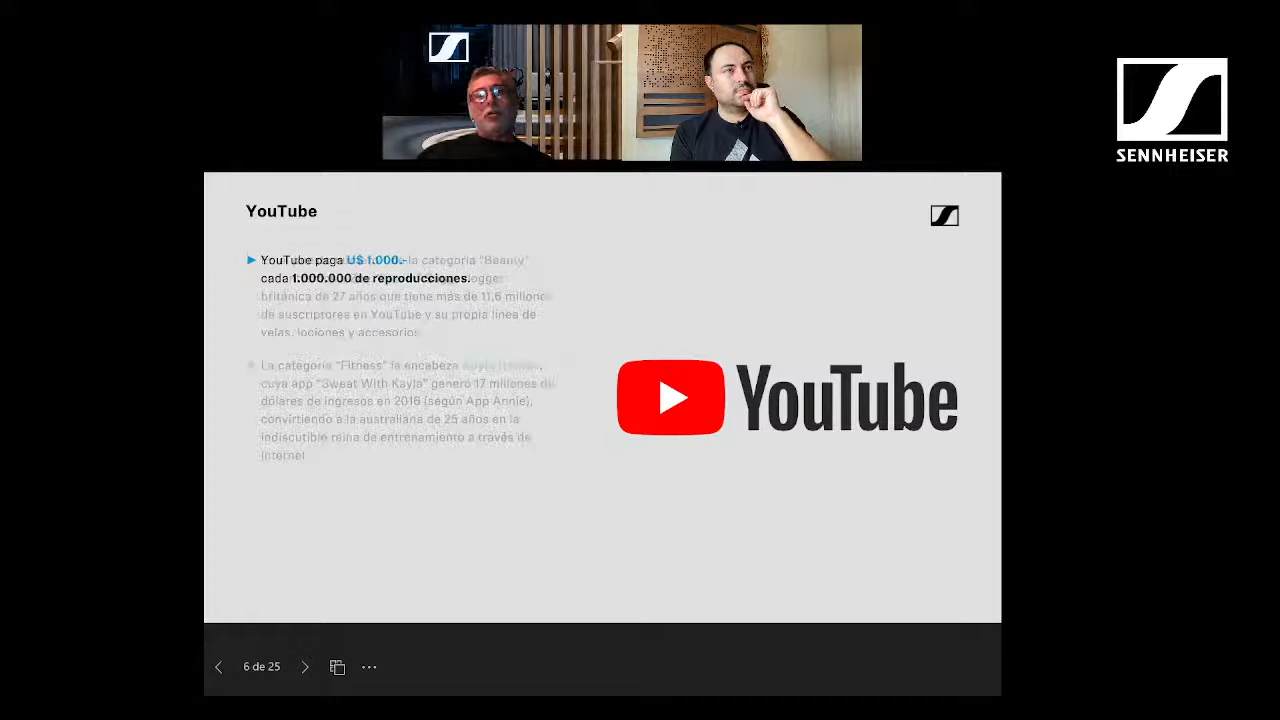 SENNHEISER
YouTube
YouTube paga U$ 1.000.- la categoria "Beauty"
cada 1.000.000 de reproducciones.
británica de 27 años que tiene más de 11,6 millones
de suscriptores en YouTube y su propia línea de
velas, lociones y accesorios
La categoría "Fitness" la encabeza
cuya app "Sweat With Kayla" generó 17 millones de
dólares de ingresos en 2016 (según App Annie),
convirtiendo a la australiana de 25 años en la
indiscutible reina de entrenamiento a través de
Internet
YouTube
6 de 25